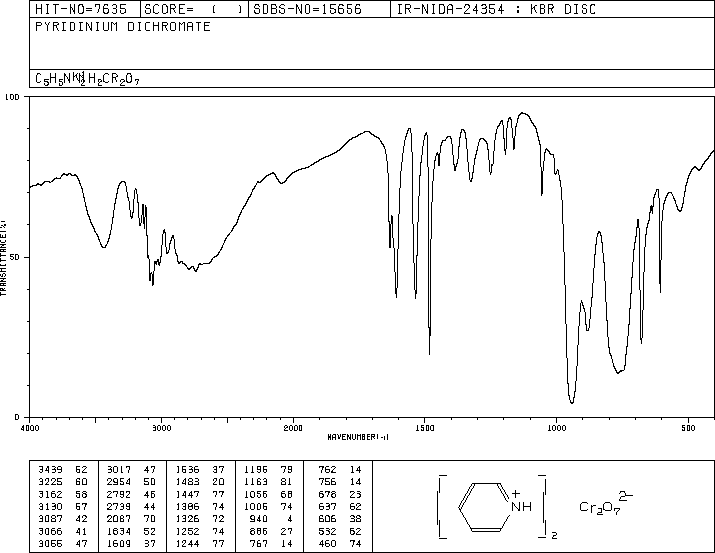 HIT-NO=7635 SCORE= ( ) SDBS-NO=15656 IR-NIDA-24354 : KBR DISC
PYRIDINIUM DICHROMATE
100
50
0
TRANSMITTANCE(%)
4000 3000 2000 1500 1000 500
WAVENUMBER(-1)
3439 52 3017 47 1536 37 1196 79 762 14
3225 60 2954 50 1483 20 1163 81 756 14
3162 58 2792 46 1447 77 1056 68 678 23
3130 57 2739 44 1386 74 1006 74 637 62
3087 42 2087 70 1326 72 940 4 606 38
3066 41 1634 52 1252 74 886 27 532 62
3055 47 1609 37 1244 77 767 14 460 74
+
NH
2
Cr2O7 2-